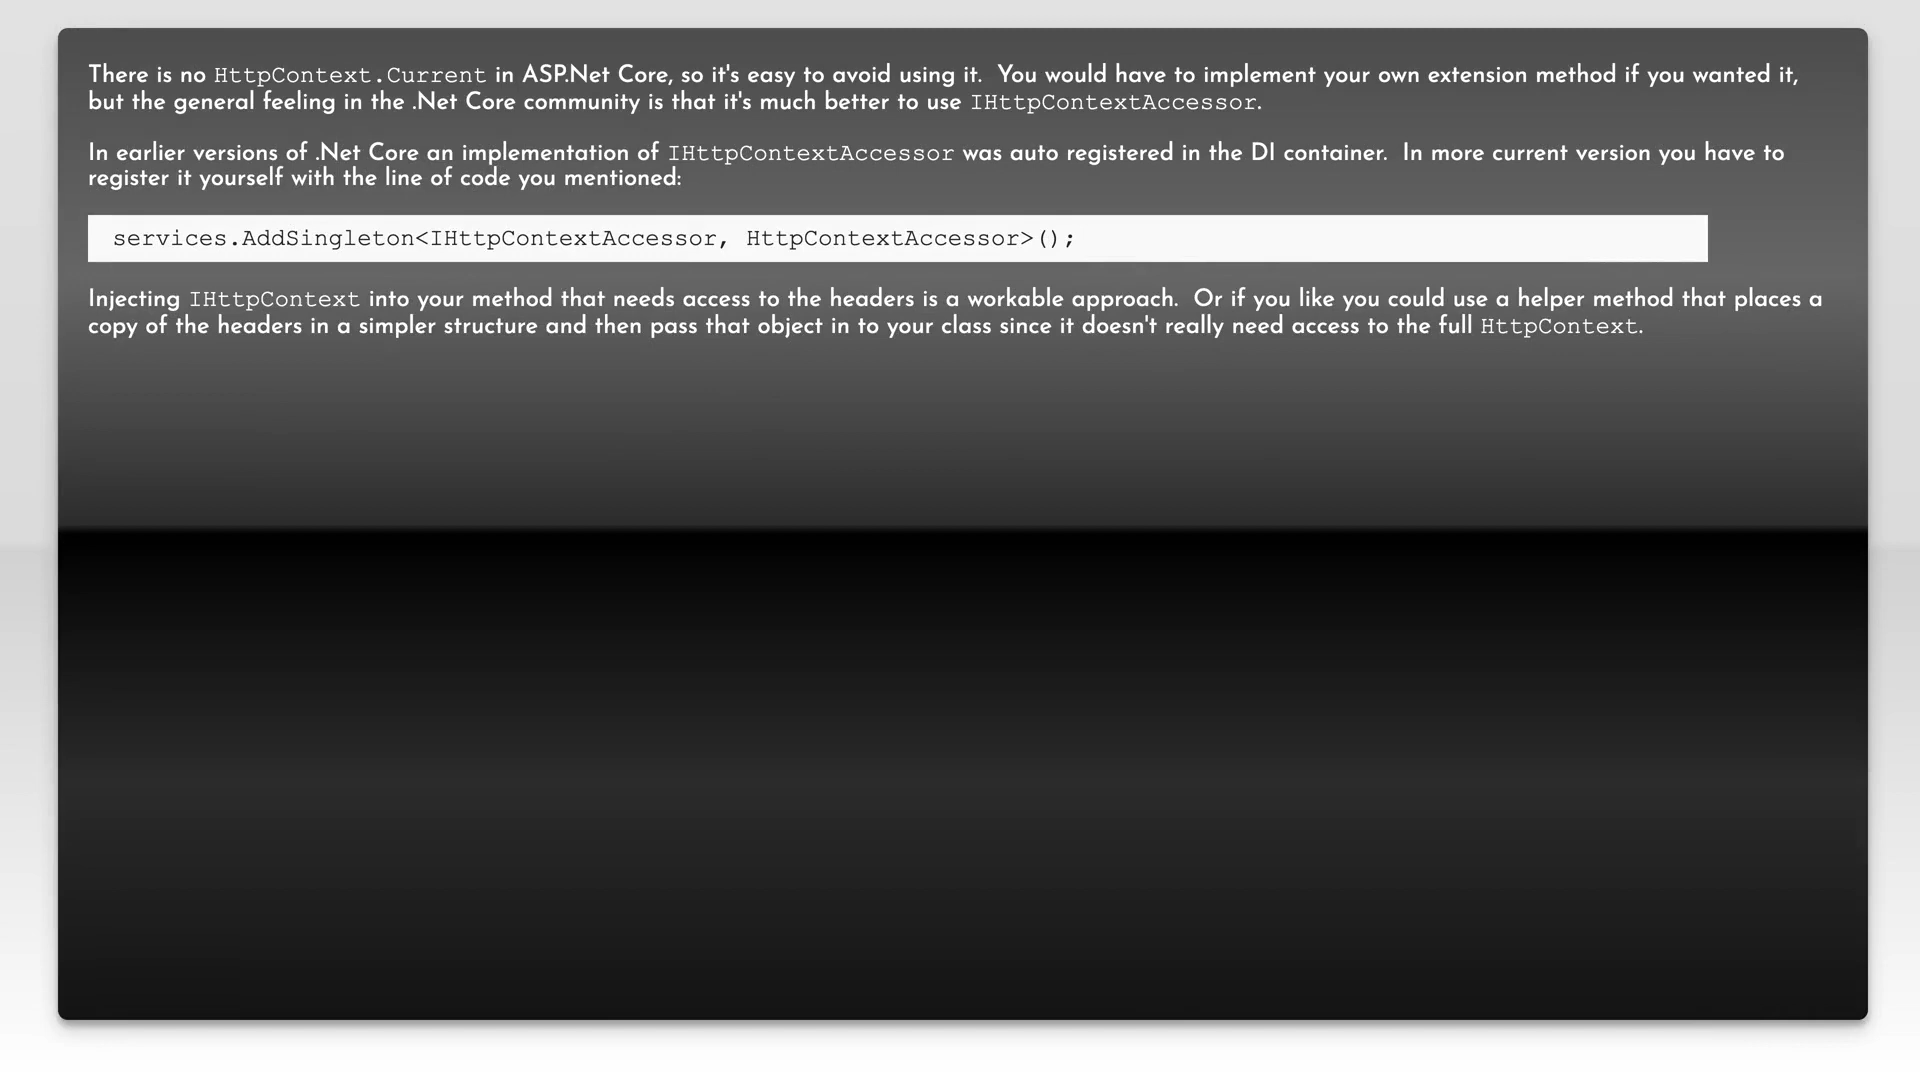 There is no HttpContext.Current in ASP.Net Core, so it's easy to avoid using it.  You would have to implement your own extension method if you wanted it,
but the general feeling in the .Net Core community is that it's much better to use IHttpContextAccessor.
In earlier versions of .Net Core an implementation of IHttpContextAccessor was auto registered in the DI container.  In more current version you have to
register it yourself with the line of code you mentioned:
services.AddSingleton<IHttpContextAccessor, HttpContextAccessor>();
Injecting IHttpContext into your method that needs access to the headers is a workable approach.  Or if you like you could use a helper method that places a
copy of the headers in a simpler structure and then pass that object in to your class since it doesn't really need access to the full HttpContext.